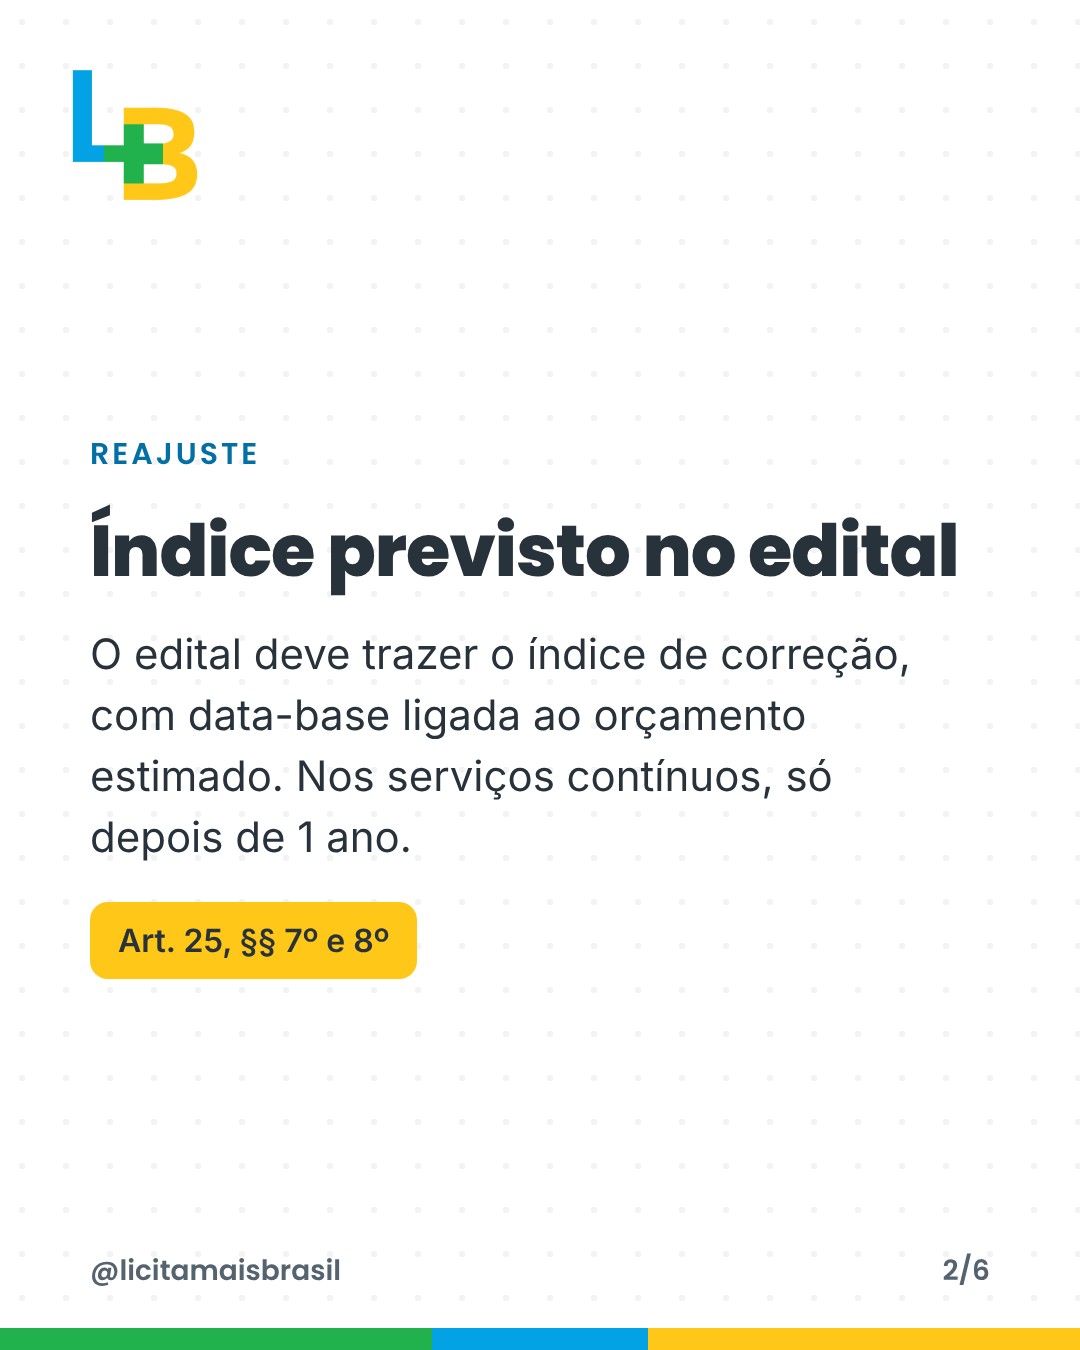 L+B
REAJUSTE
Índice previsto no edital
O edital deve trazer o índice de correção,
com data-base ligada ao orçamento
estimado. Nos serviços contínuos, só
depois de 1 ano.
Art. 25, §§ 7º e 8º
@licitamaisbrasil
2/6